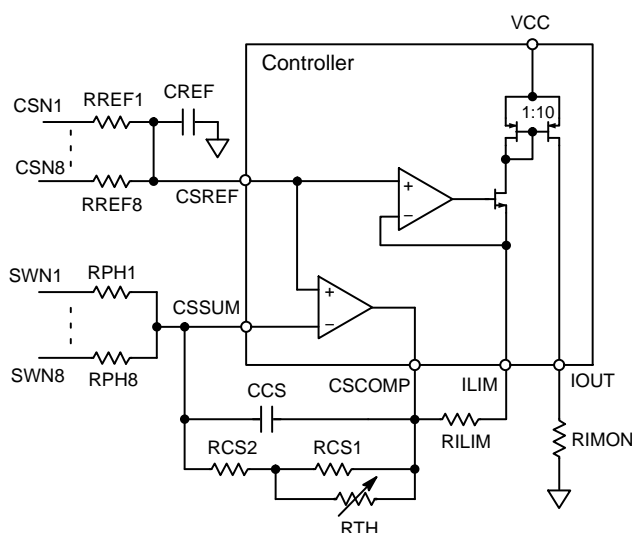 VCC
Controller
CREF
RREF1
CSN1
1:10
CSN8
RREF8
CSREF
+
−
SWN1
RPH1
CSSUM
+
−
SWN8
RPH8
CSCOMP
ILIM
IOUT
CCS
RILIM
RIMON
RCS2
RCS1
RTH